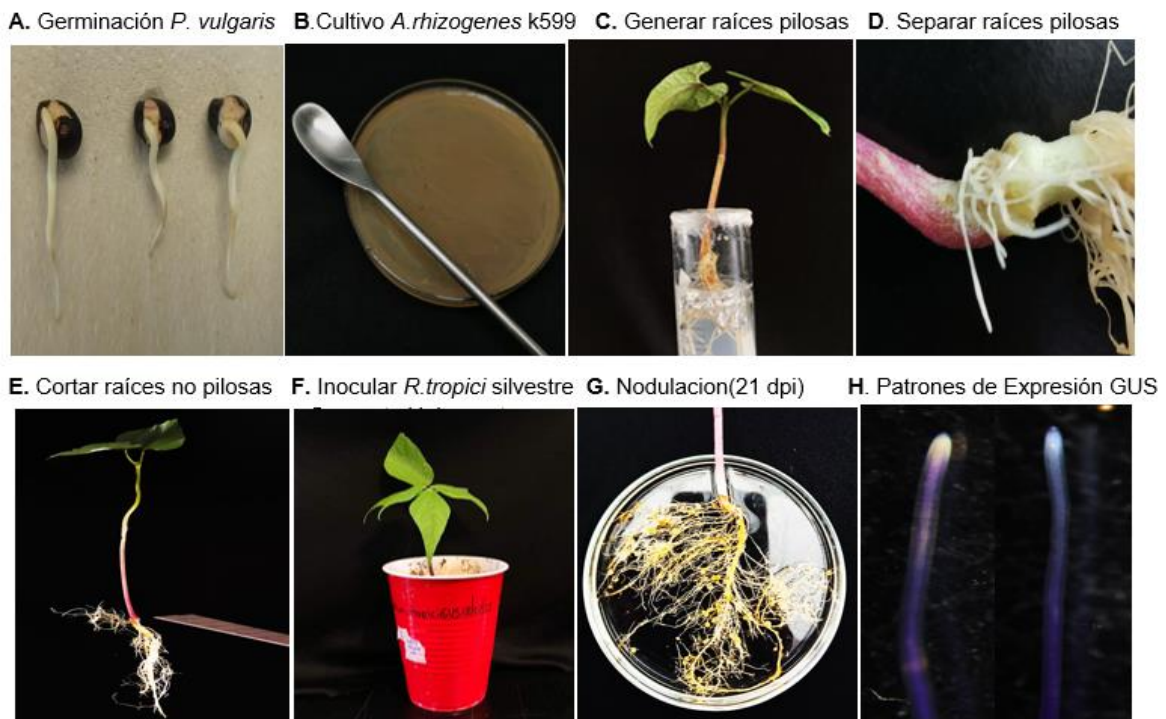 A. Germinación P. vulgaris
B.Cultivo A.rhizogenes k599
C. Generar raíces pilosas
D. Separar raíces pilosas
E. Cortar raíces no pilosas
F. Inocular R.tropici silvestre
G. Nodulacion(21 dpi)
H. Patrones de Expresión GUS